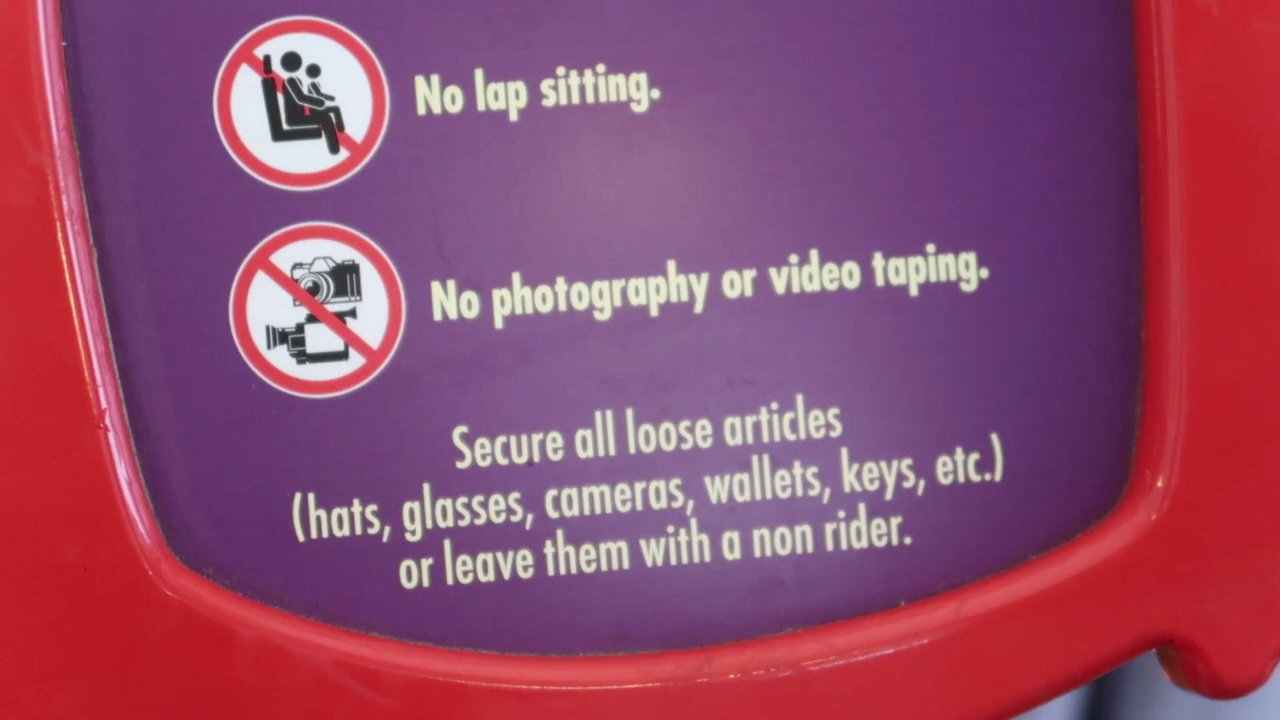 No lap sitting.
No photography or video taping.
Secure all loose articles
(hats, glasses, cameras, wallets, keys, etc.)
or leave them with a non rider.